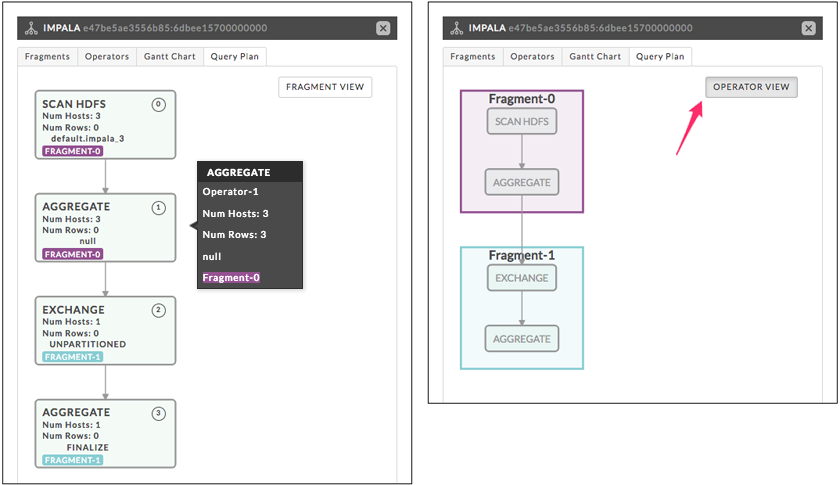 IMPALA e47be5ae3556b85:6dbee15700000000
Fragments Operators Gantt Chart Query Plan
FRAGMENT VIEW
SCAN HDFS 0
Num Hosts: 3
Num Rows: 0
default.impala_3
FRAGMENT-0
AGGREGATE 1
Num Hosts: 3
Num Rows: 0
null
FRAGMENT-0
AGGREGATE
Operator-1
Num Hosts: 3
Num Rows: 3
null
Fragment-0
EXCHANGE 2
Num Hosts: 1
Num Rows: 0
UNPARTITIONED
FRAGMENT-1
AGGREGATE 3
Num Hosts: 1
Num Rows: 0
FINALIZE
FRAGMENT-1
IMPALA e47be5ae3556b85:6dbee15700000000
Fragments Operators Gantt Chart Query Plan
OPERATOR VIEW
Fragment-0
SCAN HDFS
AGGREGATE
Fragment-1
EXCHANGE
AGGREGATE